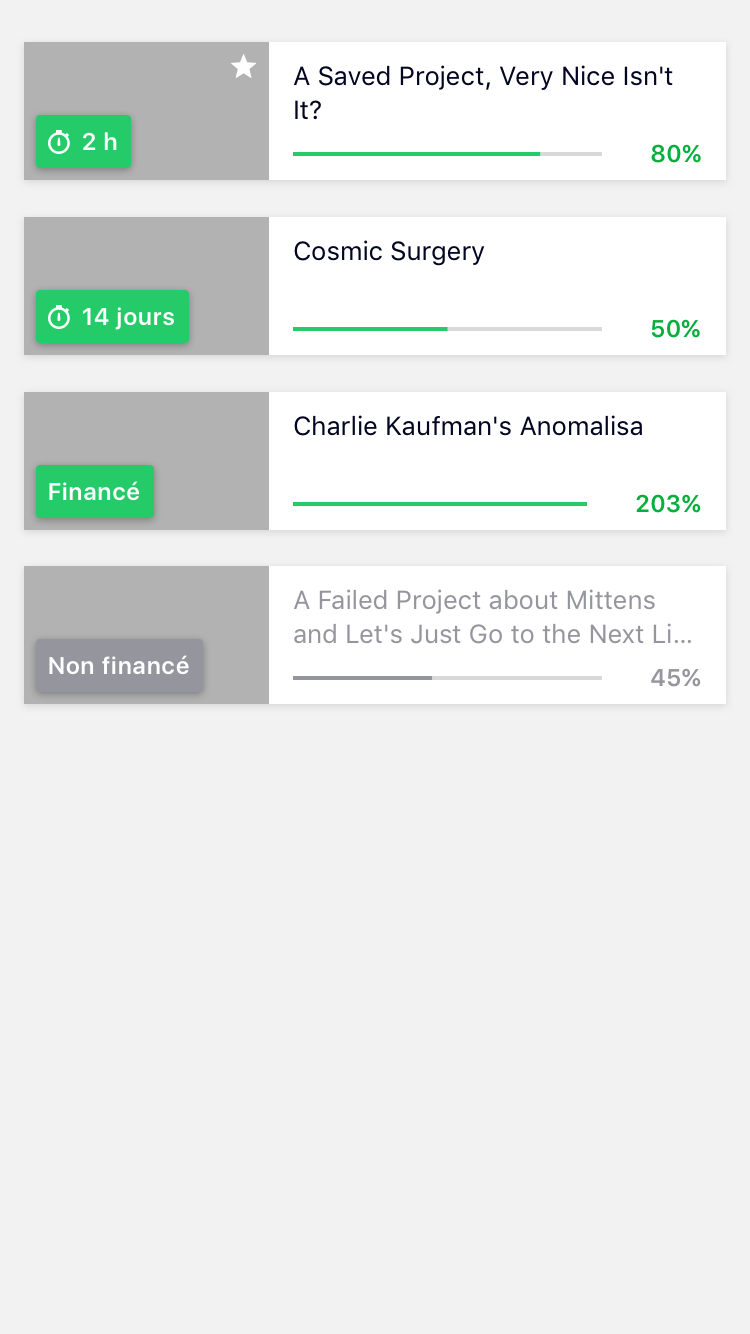 A Saved Project, Very Nice Isn't
It?
2 h
80%
Cosmic Surgery
14 jours
50%
Charlie Kaufman's Anomalisa
Financé
203%
A Failed Project about Mittens
and Let's Just Go to the Next Li...
Non financé
45%